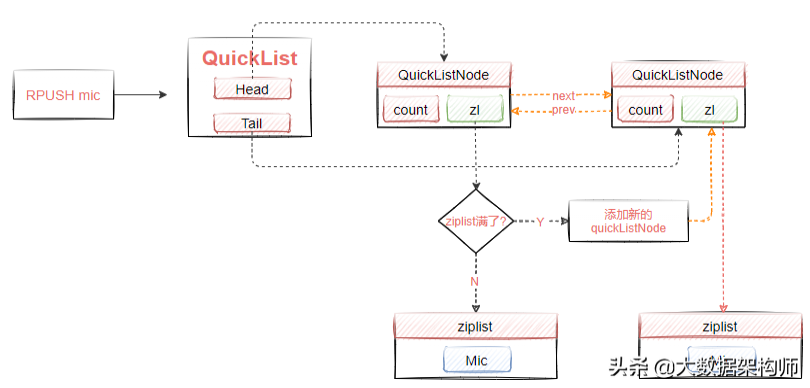 RPUSH mic
QuickList
Head
Tail
QuickListNode
count
zl
next
prev
QuickListNode
count
zl
ziplist满了?
Y
添加新的
quickListNode
N
ziplist
Mic
ziplist
头条 @大数据架构师